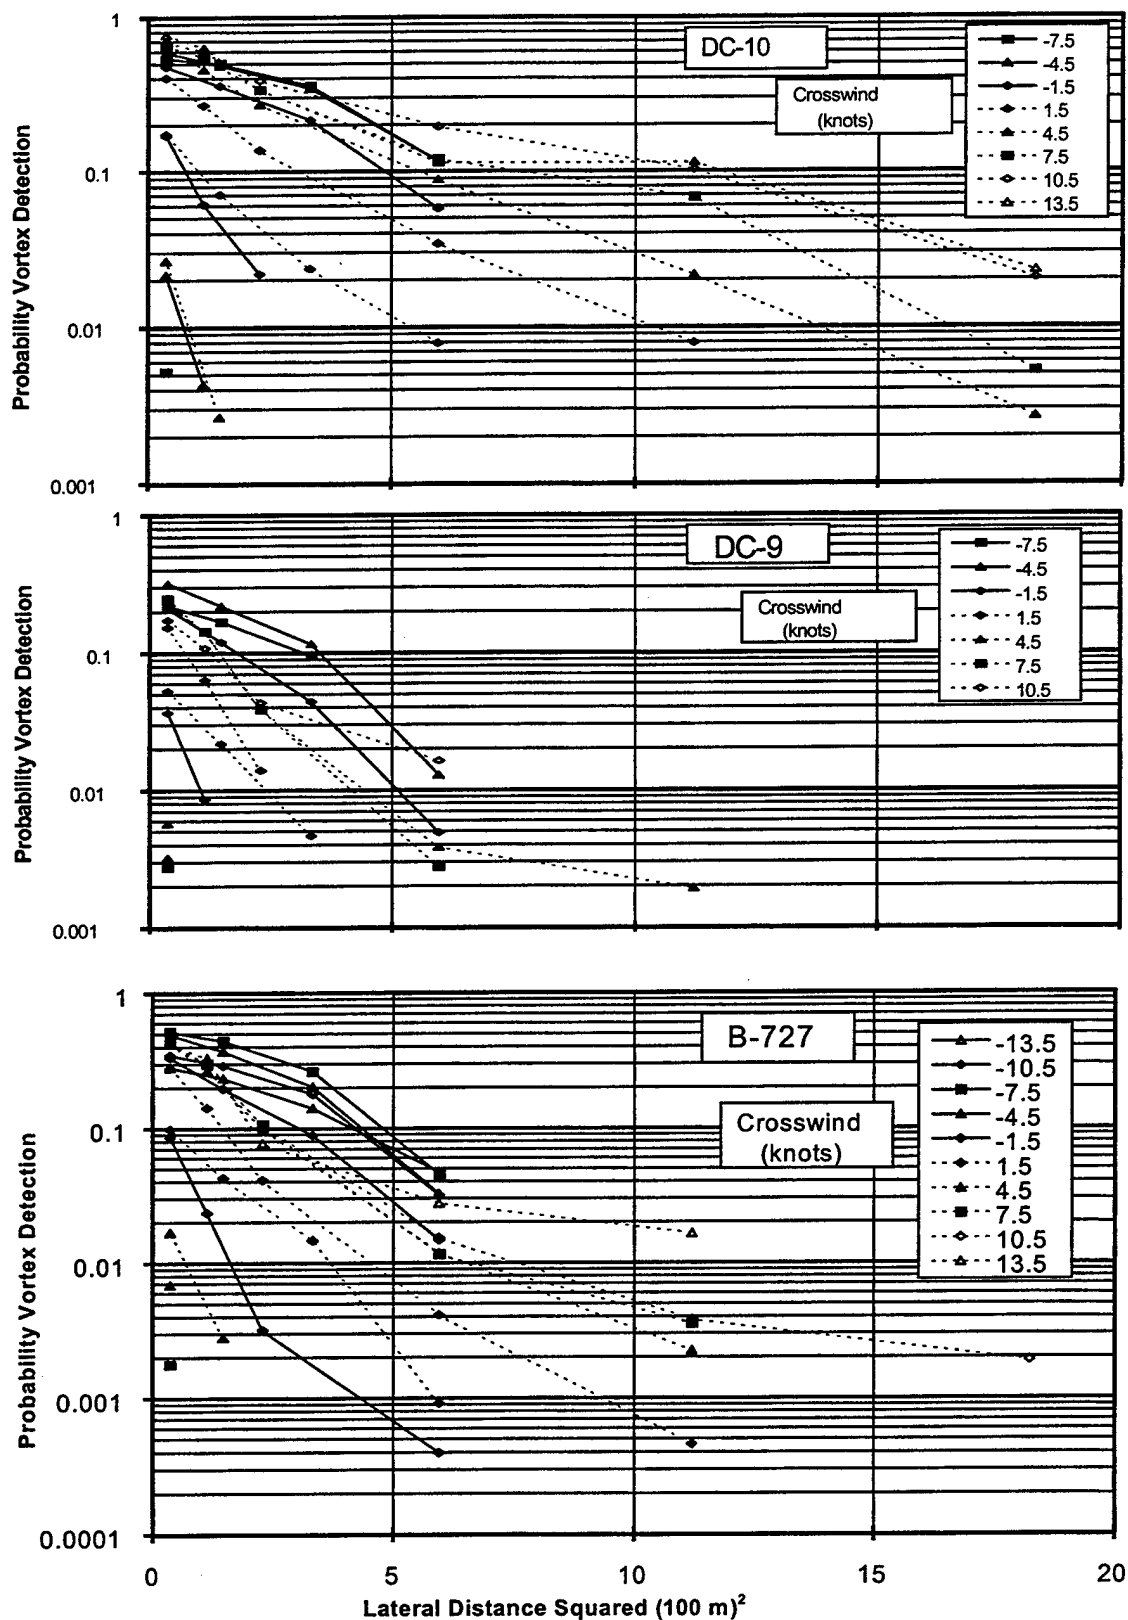 DC-10
Crosswind
(knots)
-7.5
-4.5
-1.5
1.5
4.5
7.5
10.5
13.5
Probability Vortex Detection
1
0.1
0.01
0.001
DC-9
Crosswind
(knots)
-7.5
-4.5
-1.5
1.5
4.5
7.5
10.5
Probability Vortex Detection
1
0.1
0.01
0.001
B-727
Crosswind
(knots)
-13.5
-10.5
-7.5
-4.5
-1.5
1.5
4.5
7.5
10.5
13.5
Probability Vortex Detection
1
0.1
0.01
0.001
0.0001
0 5 10 15 20
Lateral Distance Squared (100 m)²